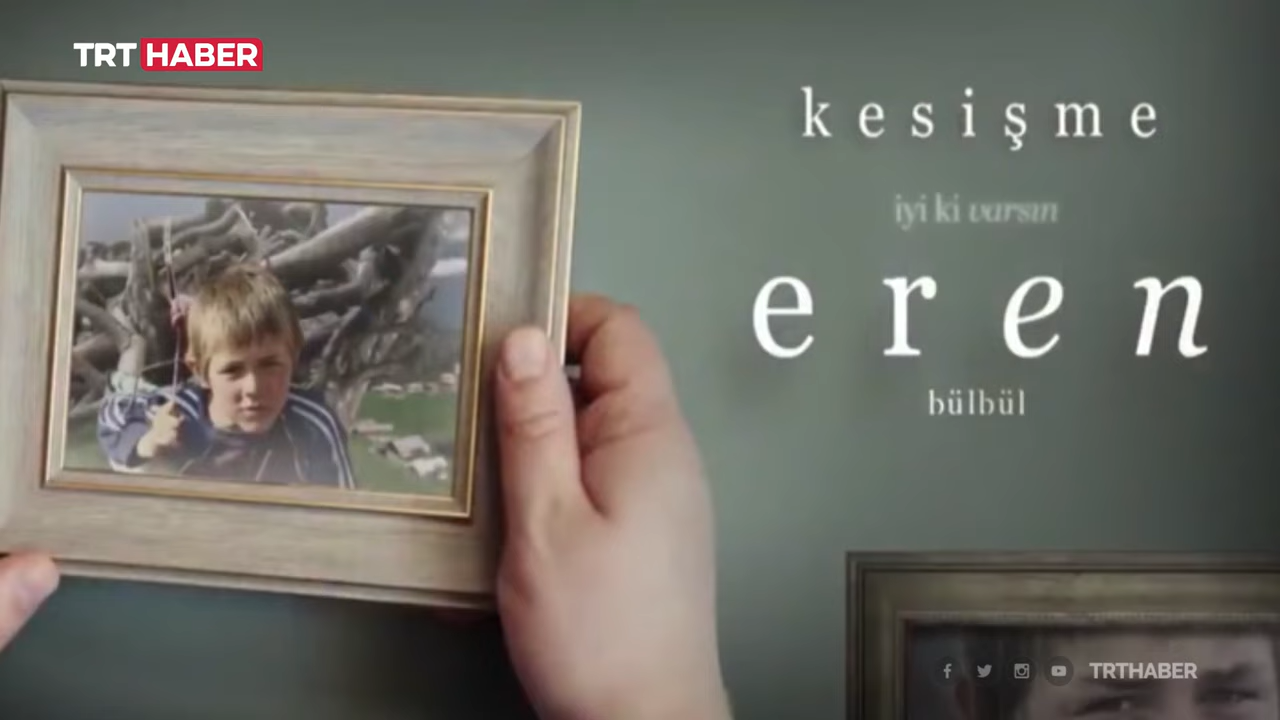 TRT HABER
kesişme
iyi ki varsın
eren
bülbül
TRTHABER